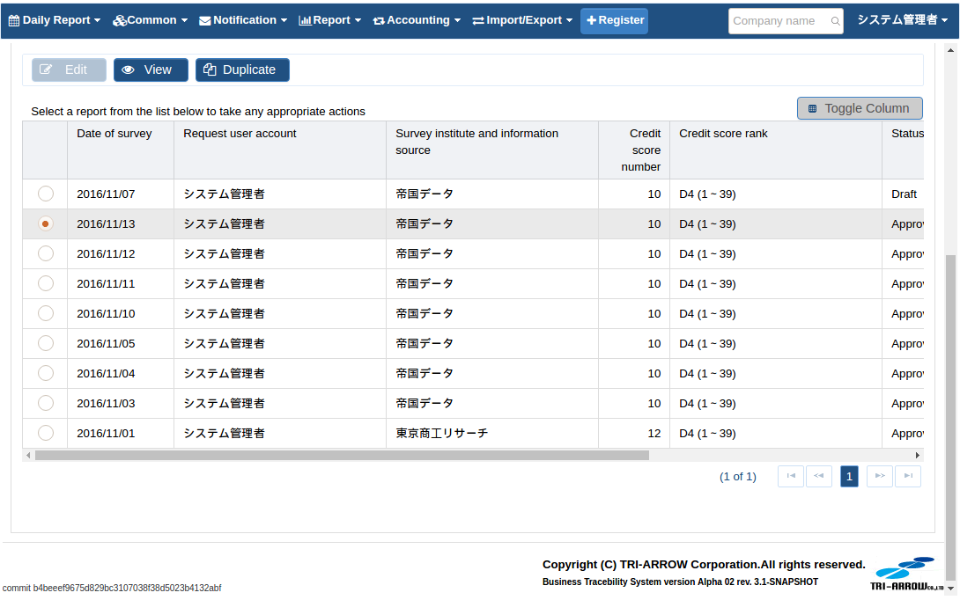 Daily Report Common Notification Report Accounting Import/Export Register Company name システム管理者
Edit View Duplicate
Select a report from the list below to take any appropriate actions Toggle Column
Date of survey Request user account Survey institute and information source Credit score number Credit score rank Status
2016/11/07 システム管理者 帝国データ 10 D4 (1 ~ 39) Draft
2016/11/13 システム管理者 帝国データ 10 D4 (1 ~ 39) Approv
2016/11/12 システム管理者 帝国データ 10 D4 (1 ~ 39) Approv
2016/11/11 システム管理者 帝国データ 10 D4 (1 ~ 39) Approv
2016/11/10 システム管理者 帝国データ 10 D4 (1 ~ 39) Approv
2016/11/05 システム管理者 帝国データ 10 D4 (1 ~ 39) Approv
2016/11/04 システム管理者 帝国データ 10 D4 (1 ~ 39) Approv
2016/11/03 システム管理者 帝国データ 10 D4 (1 ~ 39) Approv
2016/11/01 システム管理者 東京商工リサーチ 12 D4 (1 ~ 39) Approv
(1 of 1) 1
Copyright (C) TRI-ARROW Corporation.All rights reserved.
Business Tracebility System version Alpha 02 rev. 3.1-SNAPSHOT
TRI-ARROW
commit b4beeef9675d829bc3107038f38d5023b4132abf